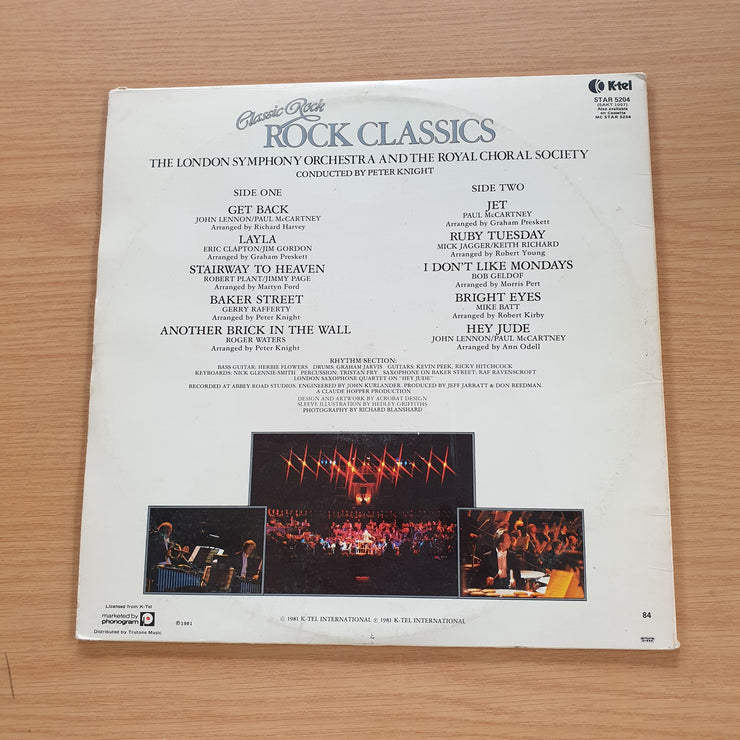 K-tel
STAR 5204
(SAKT 1007)
Also available
on Cassette
MC STAR 5204
Classic Rock
ROCK CLASSICS
THE LONDON SYMPHONY ORCHESTRA AND THE ROYAL CHORAL SOCIETY
CONDUCTED BY PETER KNIGHT
SIDE ONE
GET BACK
JOHN LENNON/PAUL McCARTNEY
Arranged by Richard Harvey
LAYLA
ERIC CLAPTON/JIM GORDON
Arranged by Graham Preskett
STAIRWAY TO HEAVEN
ROBERT PLANT/JIMMY PAGE
Arranged by Martyn Ford
BAKER STREET
GERRY RAFFERTY
Arranged by Peter Knight
ANOTHER BRICK IN THE WALL
ROGER WATERS
Arranged by Peter Knight
SIDE TWO
JET
PAUL McCARTNEY
Arranged by Graham Preskett
RUBY TUESDAY
MICK JAGGER/KEITH RICHARD
Arranged by Robert Young
I DON'T LIKE MONDAYS
BOB GELDOF
Arranged by Morris Pert
BRIGHT EYES
MIKE BATT
Arranged by Robert Kirby
HEY JUDE
JOHN LENNON/PAUL McCARTNEY
Arranged by Ann Odell
RHYTHM SECTION:
BASS GUITAR: HERBIE FLOWERS DRUMS: GRAHAM JARVIS GUITARS: KEVIN PEEK, RICKY HITCHCOCK
KEYBOARDS: NICK GLENNIE-SMITH PERCUSSION: TRISTAN FRY SAXOPHONE ON BAKER STREET: RAF RAVENSCROFT
LONDON SAXOPHONE QUARTET ON "HEY JUDE"
RECORDED AT ABBEY ROAD STUDIOS. ENGINEERED BY JOHN KURLANDER. PRODUCED BY JEFF JARRATT & DON REEDMAN.
A CLAUDE HOPPER PRODUCTION
DESIGN AND ARTWORK BY ACROBAT DESIGN
SLEEVE ILLUSTRATION BY HEDLEY GRIFFITHS
PHOTOGRAPHY BY RICHARD BLANSHARD
Licensed from K-Tel
marketed by
phonogram
Distributed by Trutone Music
℗1981
© 1981 K-TEL INTERNATIONAL ℗ 1981 K-TEL INTERNATIONAL
84